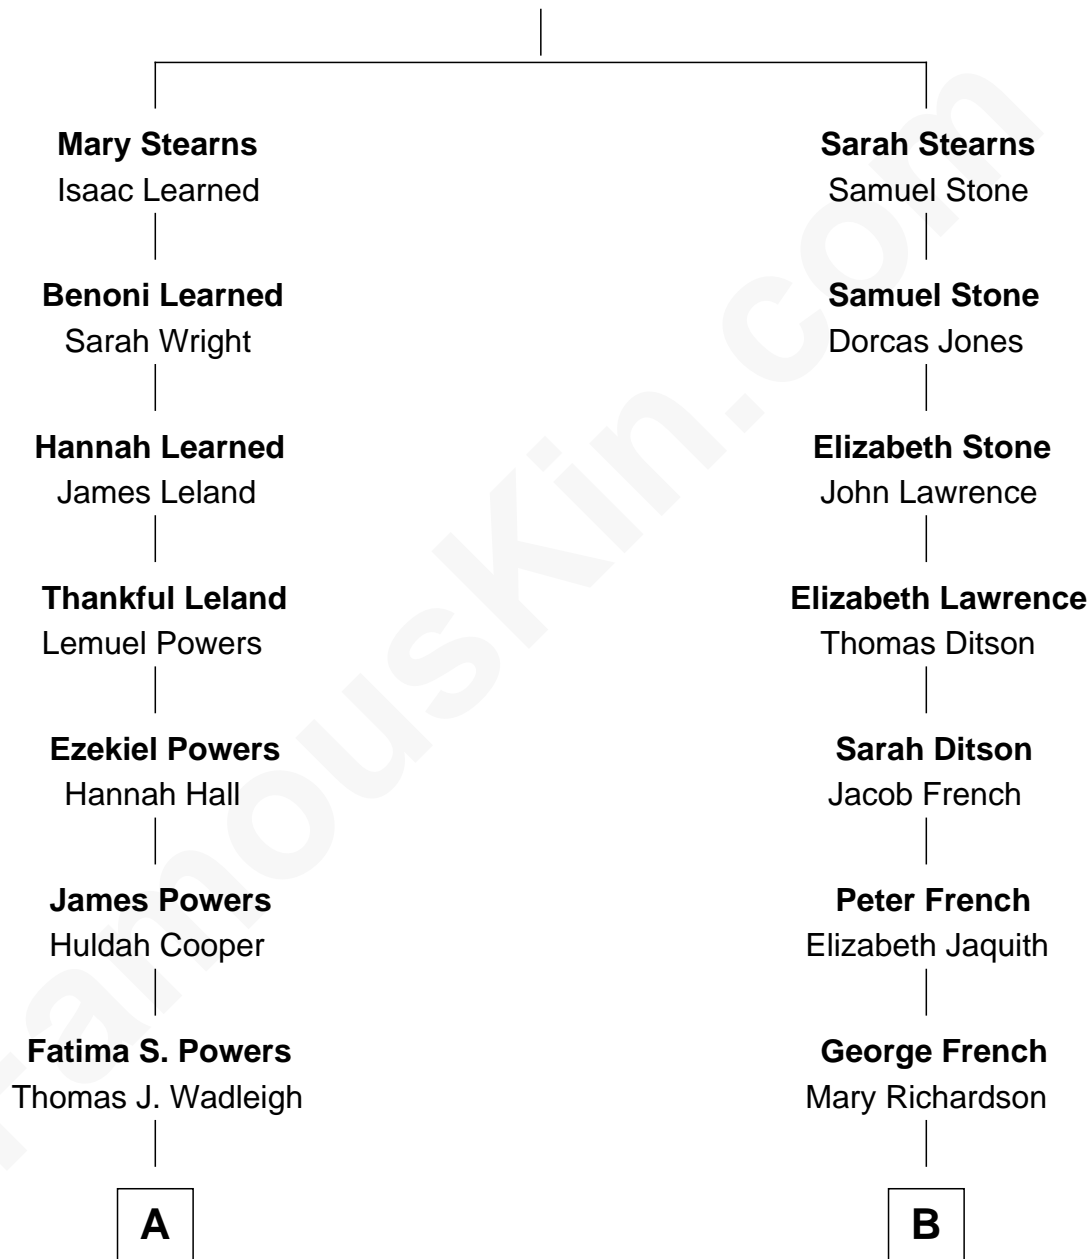 Mary Stearns
Isaac Learned
Benoni Learned
Sarah Wright
Hannah Learned
James Leland
Thankful Leland
Lemuel Powers
Ezekiel Powers
Hannah Hall
James Powers
Huldah Cooper
Fatima S. Powers
Thomas J. Wadleigh
A
Sarah Stearns
Samuel Stone
Samuel Stone
Dorcas Jones
Elizabeth Stone
John Lawrence
Elizabeth Lawrence
Thomas Ditson
Sarah Ditson
Jacob French
Peter French
Elizabeth Jaquith
George French
Mary Richardson
B
FamousKin.com